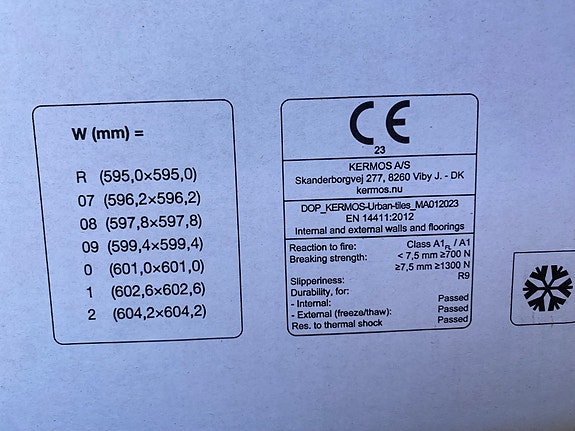 W (mm) =
R (595,0×595,0)
07 (596,2×596,2)
08 (597,8×597,8)
09 (599,4×599,4)
0 (601,0×601,0)
1 (602,6×602,6)
2 (604,2×604,2)
CE
23
KERMOS A/S
Skanderborgvej 277, 8260 Viby J. - DK
kermos.nu
DOP_KERMOS-Urban-tiles_MA012023
EN 14411:2012
Internal and external walls and floorings
Reaction to fire: Class A1fl / A1
Breaking strength: < 7,5 mm ≥700 N
≥7,5 mm ≥1300 N
Slipperiness: R9
Durability, for:
- Internal: Passed
- External (freeze/thaw): Passed
Res. to thermal shock Passed